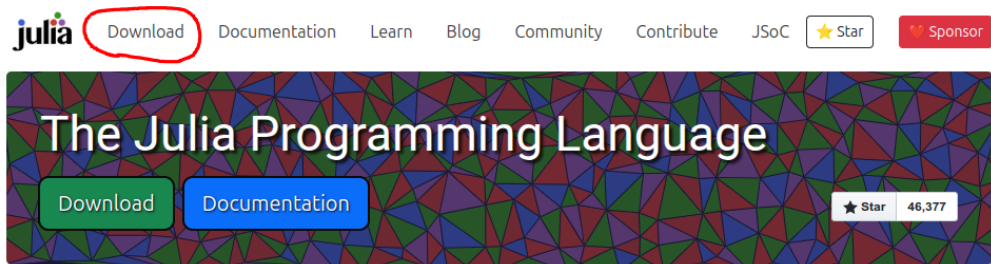 julia Download Documentation Learn Blog Community Contribute JSoC Star Sponsor
The Julia Programming Language
Download Documentation
Star 46,377